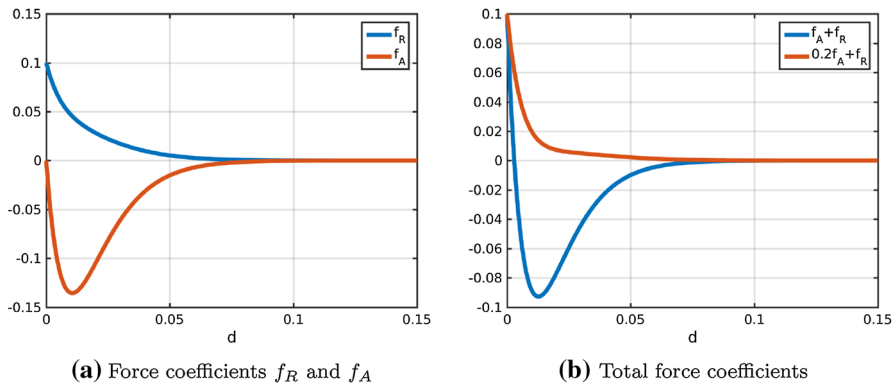 0.15
0.1
0.05
0
-0.05
-0.1
-0.15
0 0.05 0.1 0.15
d
f_R
f_A
(a) Force coefficients f_R and f_A
0.1
0.08
0.06
0.04
0.02
0
-0.02
-0.04
-0.06
-0.08
-0.1
0 0.05 0.1 0.15
d
f_A+f_R
0.2f_A+f_R
(b) Total force coefficients